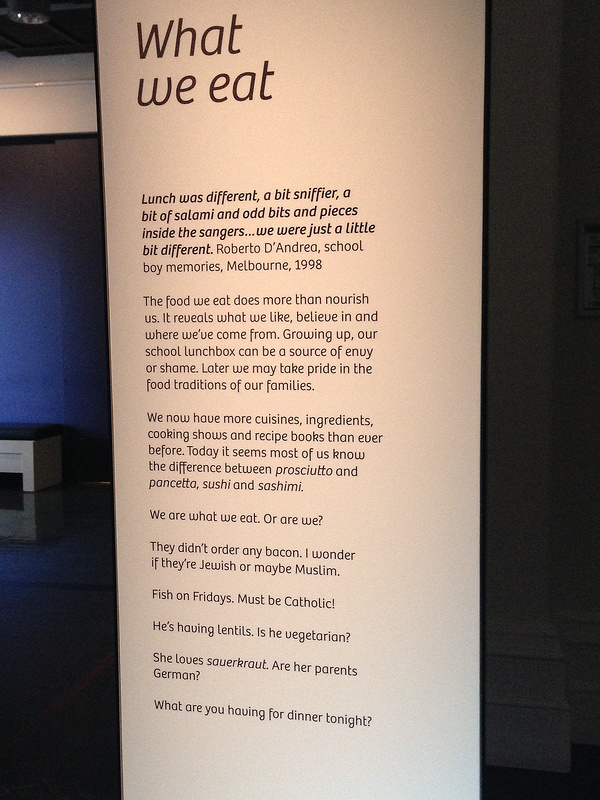 What
we eat
Lunch was different, a bit sniffier, a
bit of salami and odd bits and pieces
inside the sangers...we were just a little
bit different. Roberto D'Andrea, school
boy memories, Melbourne, 1998
The food we eat does more than nourish
us. It reveals what we like, believe in and
where we've come from. Growing up, our
school lunchbox can be a source of envy
or shame. Later we may take pride in the
food traditions of our families.
We now have more cuisines, ingredients,
cooking shows and recipe books than ever
before. Today it seems most of us know
the difference between prosciutto and
pancetta, sushi and sashimi.
We are what we eat. Or are we?
They didn't order any bacon. I wonder
if they're Jewish or maybe Muslim.
Fish on Fridays. Must be Catholic!
He's having lentils. Is he vegetarian?
She loves sauerkraut. Are her parents
German?
What are you having for dinner tonight?